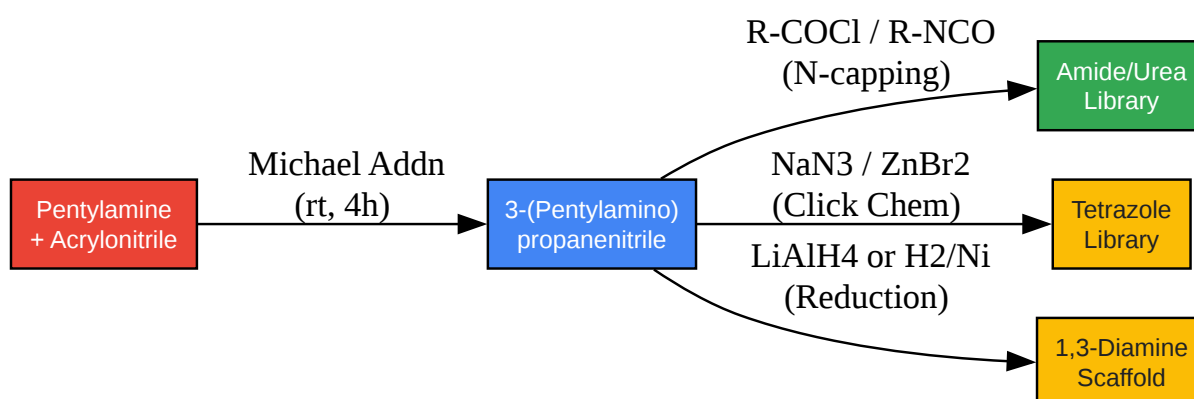 R-COCl / R-NCO
(N-capping)
Amide/Urea
Library
Michael Addn
(rt, 4h)
NaN3 / ZnBr2
(Click Chem)
Pentylamine
+ Acrylonitrile
3-(Pentylamino)
propanenitrile
Tetrazole
Library
LiAlH4 or H2/Ni
(Reduction)
1,3-Diamine
Scaffold